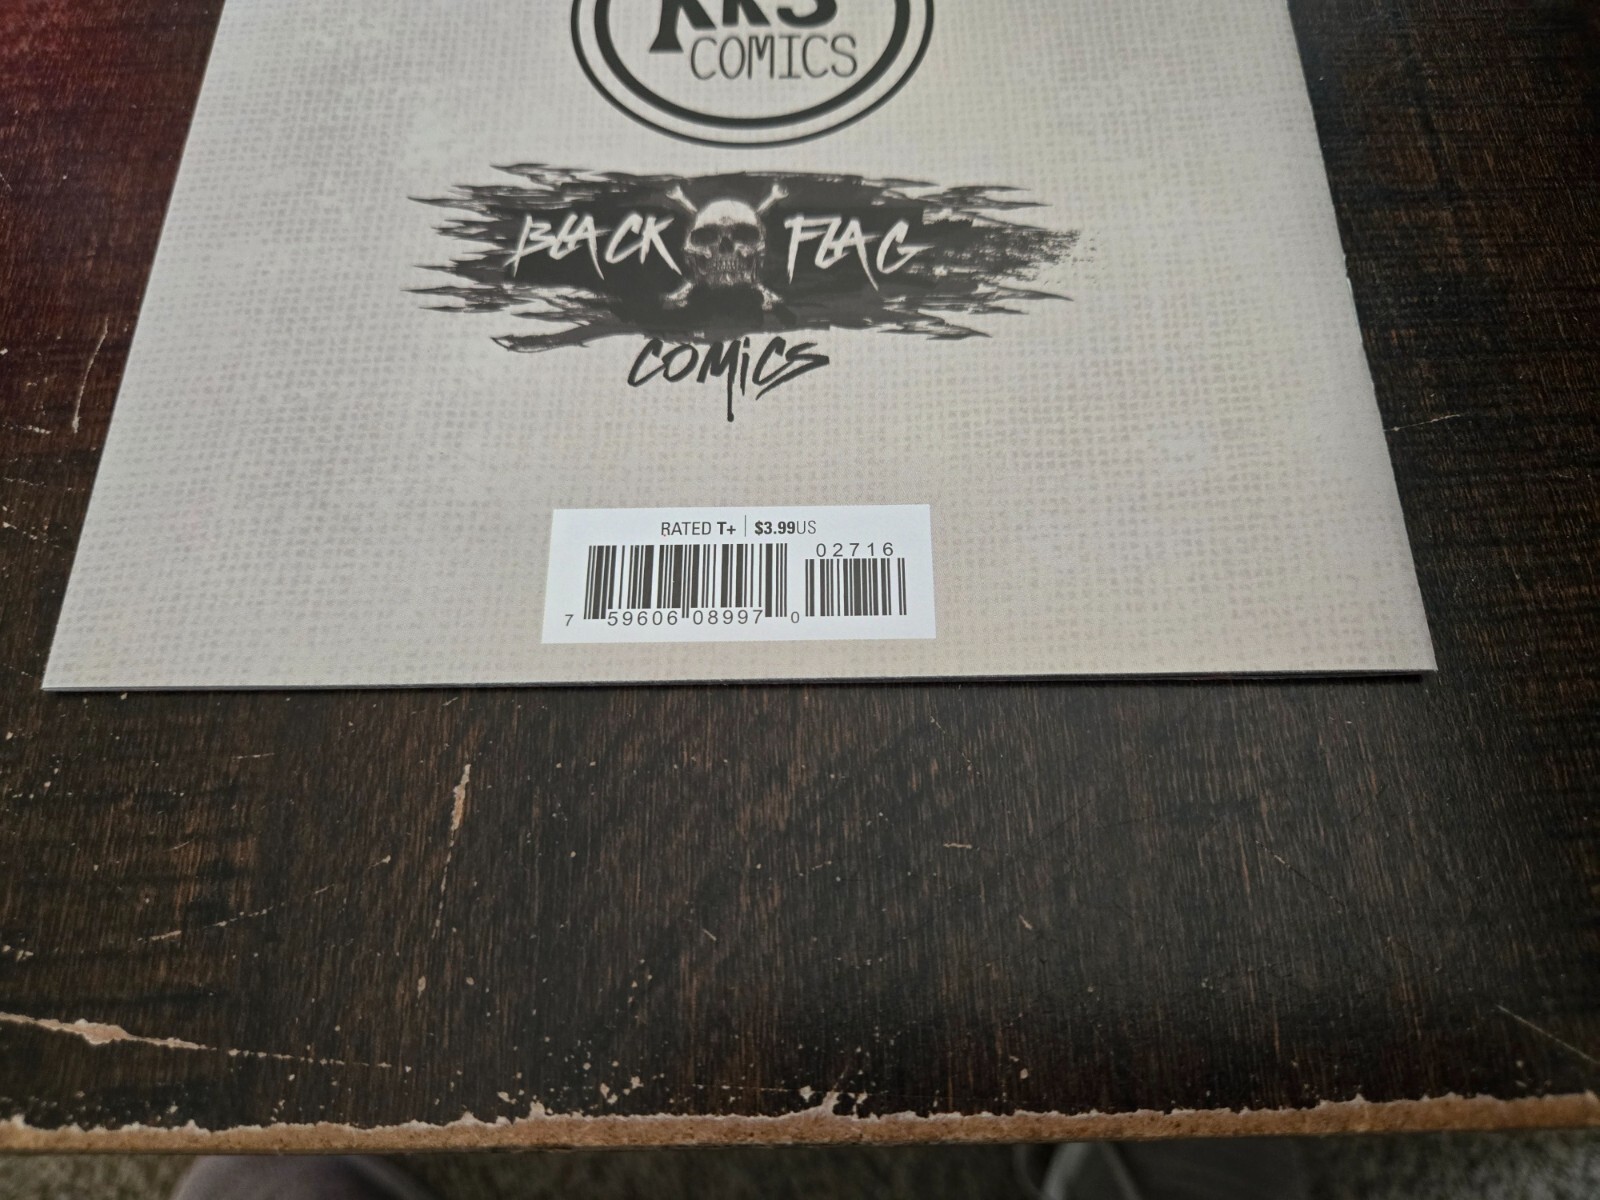 COMICS
BLACK FLAG
COMICS
RATED T+ | $3.99US
02716
7 59606 08997 0